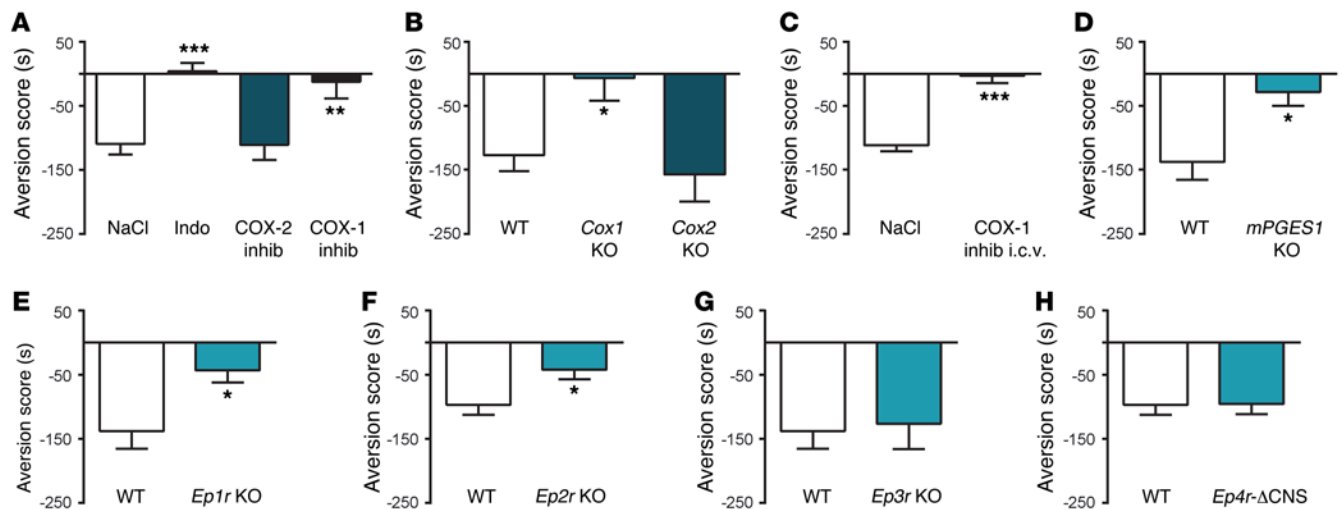 A
Aversion score (s)
50
-50
-150
-250
***
**
NaCl
Indo
COX-2
inhib
COX-1
inhib
B
Aversion score (s)
50
-50
-150
-250
*
WT
Cox1
KO
Cox2
KO
C
Aversion score (s)
50
-50
-150
-250
***
NaCl
COX-1
inhib i.c.v.
D
Aversion score (s)
50
-50
-150
-250
*
WT
mPGES1
KO
E
Aversion score (s)
50
-50
-150
-250
*
WT
Ep1r KO
F
Aversion score (s)
50
-50
-150
-250
*
WT
Ep2r KO
G
Aversion score (s)
50
-50
-150
-250
WT
Ep3r KO
H
Aversion score (s)
50
-50
-150
-250
WT
Ep4r-ΔCNS